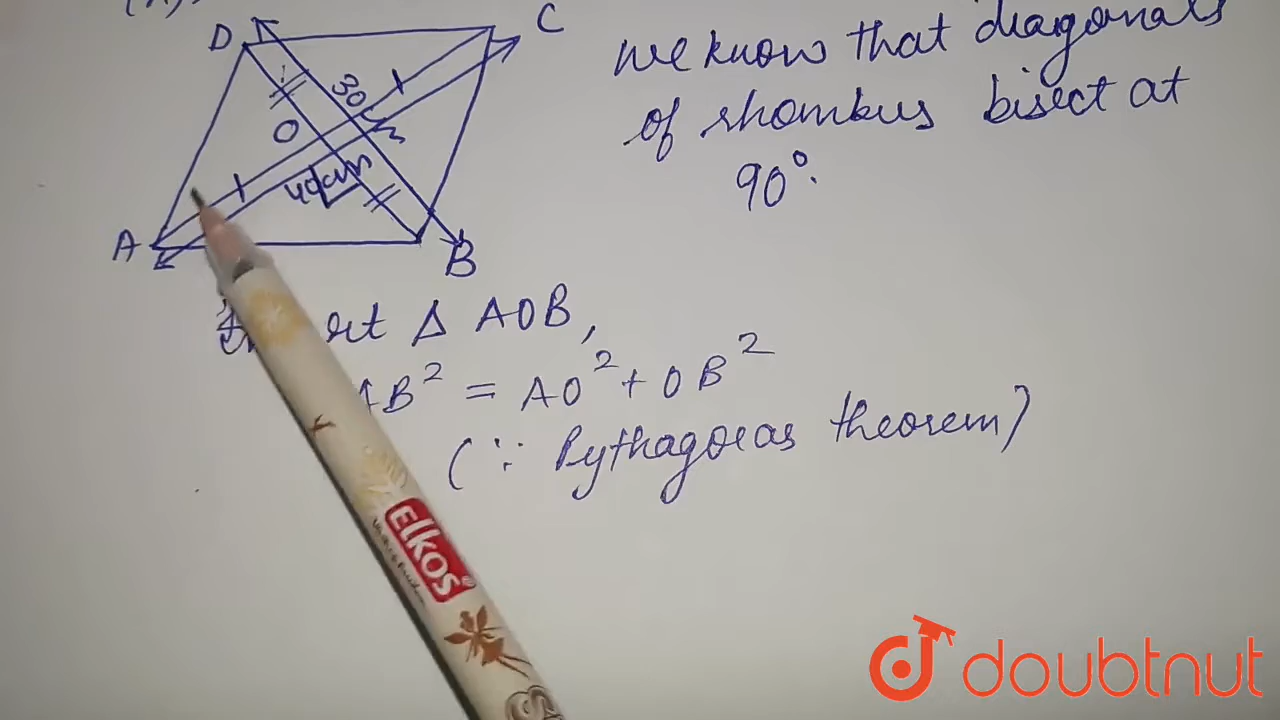 D
C
we know that diagonals
of rhombus bisect at
90°.
30cm
O
40cm
A
B
rt Δ AOB,
AB² = AO² + OB²
(∵ Pythagoras theorem)
elkos
doubtnut